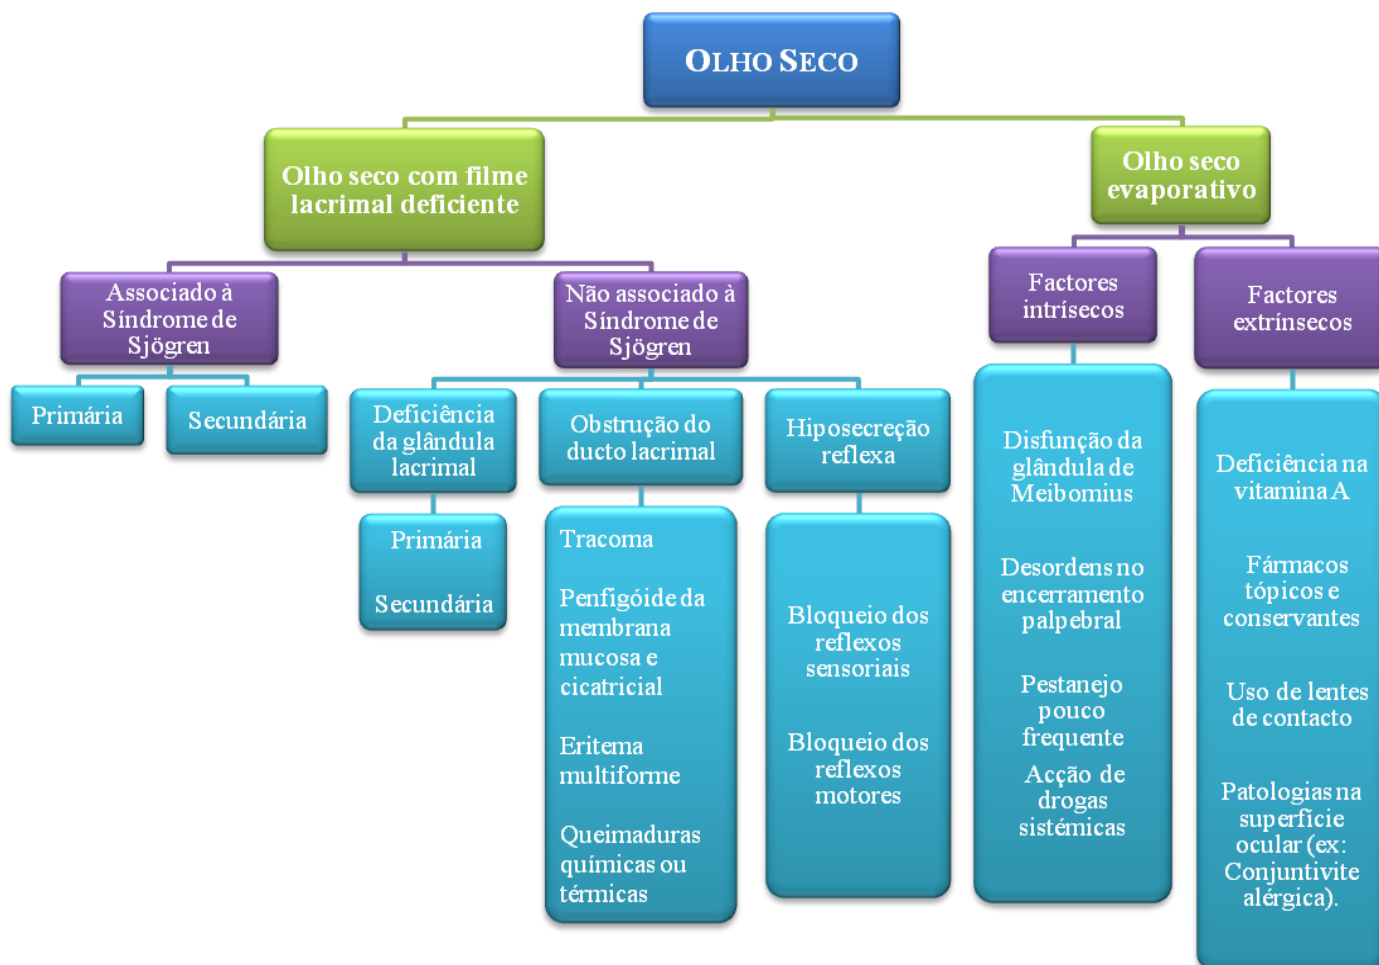 OLHO SECO
Olho seco com filme
lacrimal deficiente
Olho seco
evaporativo
Associado à
Síndrome de
Sjögren
Não associado à
Síndrome de
Sjögren
Factores
intrísecos
Factores
extrínsecos
Primária
Secundária
Deficiência
da glândula
lacrimal
Obstrução do
ducto lacrimal
Hiposecreção
reflexa
Primária
Secundária
Tracoma
Penfigóide da
membrana
mucosa e
cicatricial
Eritema
multiforme
Queimaduras
químicas ou
térmicas
Bloqueio dos
reflexos
sensoriais
Bloqueio dos
reflexos
motores
Disfunção da
glândula de
Meibomius
Desordens no
encerramento
palpebral
Pestanejo
pouco
frequente
Acção de
drogas
sistémicas
Deficiência na
vitamina A
Fármacos
tópicos e
conservantes
Uso de lentes
de contacto
Patologias na
superfície
ocular (ex:
Conjuntivite
alérgica).